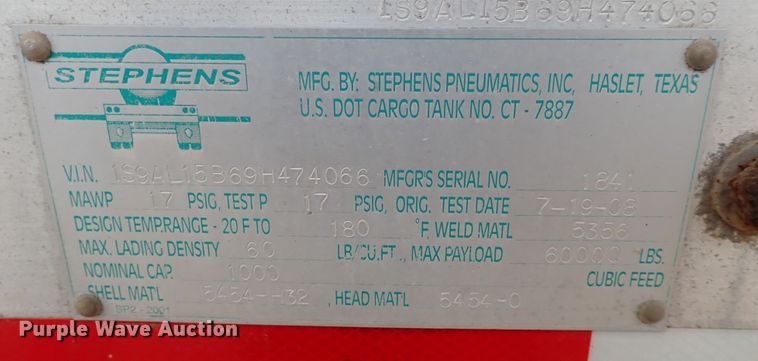 1S9AL15B69H474066
STEPHENS
MFG. BY: STEPHENS PNEUMATICS, INC, HASLET, TEXAS
U.S. DOT CARGO TANK NO. CT - 7887
V.I.N. 1S9AL15B69H474066 MFGR'S SERIAL NO. 1841
MAWP 17 PSIG, TEST P 17 PSIG, ORIG. TEST DATE 7-19-08
DESIGN TEMP.RANGE - 20 F TO 180 °F, WELD MATL 5356
MAX. LADING DENSITY 60 LB/CU.FT., MAX PAYLOAD 60000 LBS.
NOMINAL CAP. 1000 CUBIC FEED
SHELL MATL 5454-H32, HEAD MATL 5454-0
SP2-2001
Purple Wave Auction